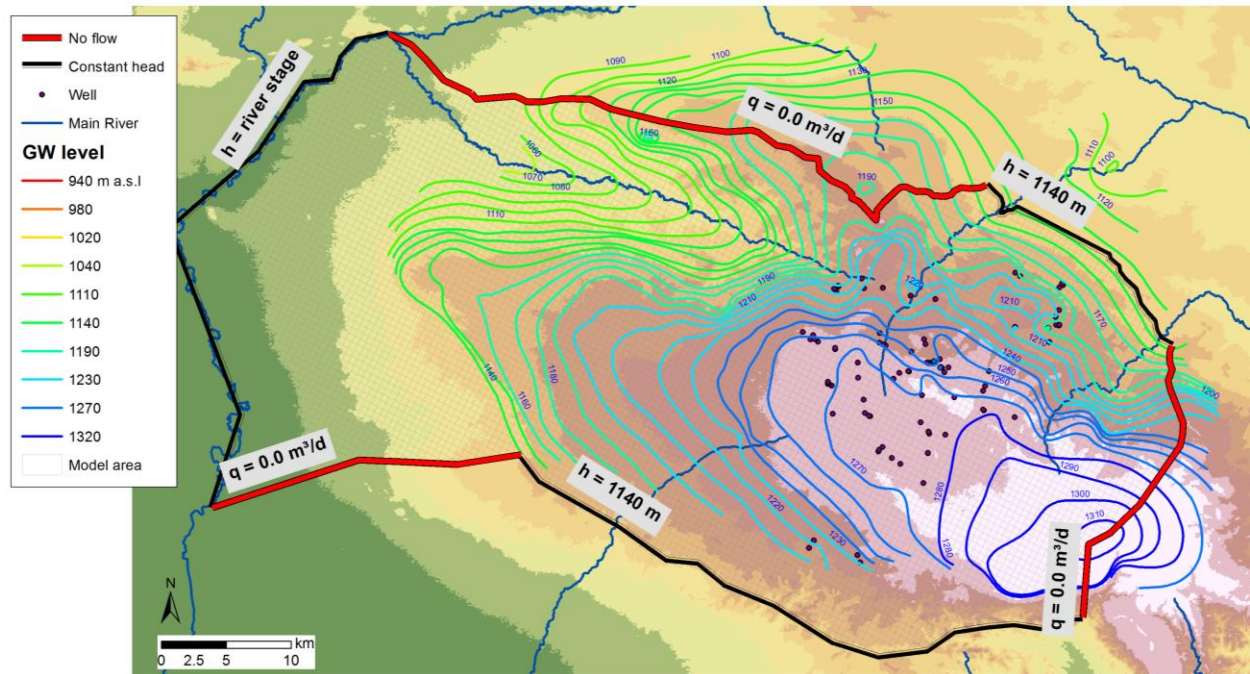 No flow
Constant head
Well
Main River
GW level
940 m a.s.l
980
1020
1040
1110
1140
1190
1230
1270
1320
Model area
h = river stage
q = 0.0 m³/d
h = 1140 m
q = 0.0 m³/d
h = 1140 m
q = 0.0 m³/d
1090
1100
1120
1130
1150
1160
1110
1100
1120
1060
1070
1080
1190
1110
1190
1210
1220
1210
1170
1210
1240
1250
1260
1200
1140
1160
1180
1270
1280
1290
1300
1310
1220
1230
1280
N
km
0 2.5 5 10